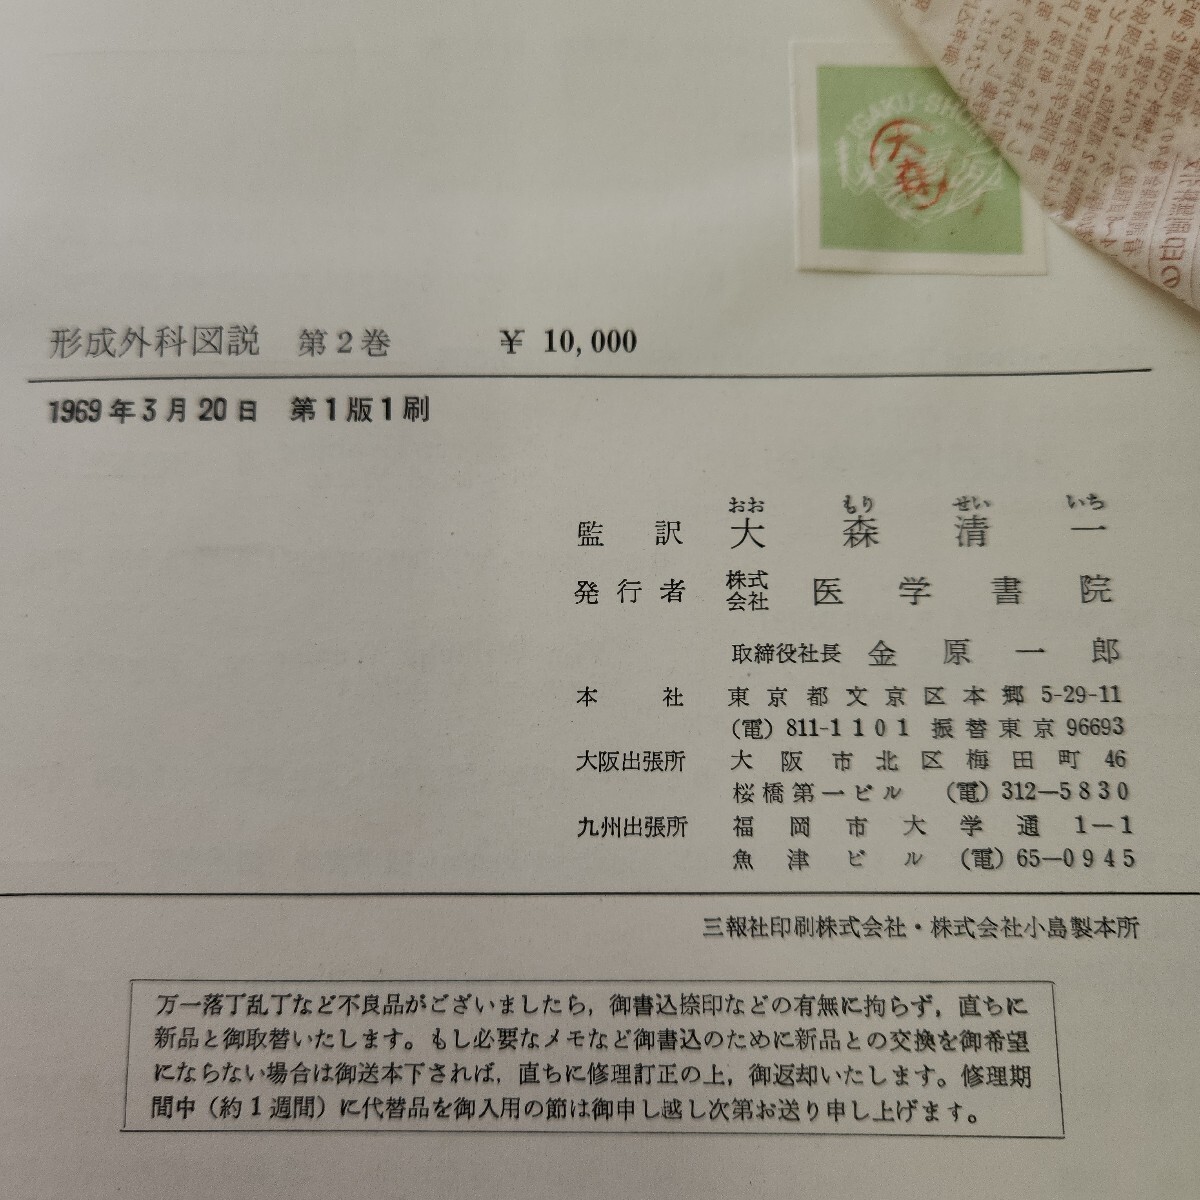 IGAKU-SHOIN
大森
形成外科図説 第2巻 ￥ 10,000
1969年3月20日 第1版1刷
おお もり せい いち
監訳 大森清一
発行者 株式会社 医学書院
取締役社長 金原一郎
本社 東京都文京区本郷 5-29-11
（電）811-1101 振替東京 96693
大阪出張所 大阪市北区梅田町 46
桜橋第一ビル （電）312―5830
九州出張所 福岡市大学通 1―1
魚津ビル （電）65―0945
三報社印刷株式会社・株式会社小島製本所
万一落丁乱丁など不良品がございましたら，御書込捺印などの有無に拘らず，直ちに
新品と御取替いたします。もし必要なメモなど御書込のために新品との交換を御希望
にならない場合は御送本下されば，直ちに修理訂正の上，御返却いたします。修理期
間中（約1週間）に代替品を御入用の節は御申し越し次第お送り申し上げます。